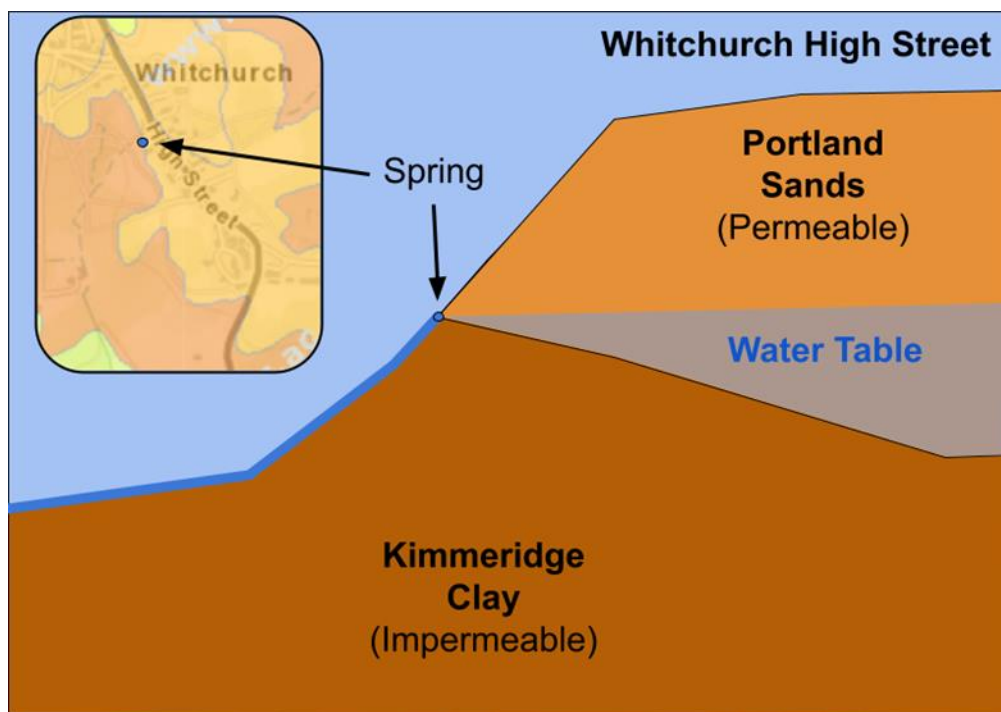 Whitchurch High Street
Whitchurch
High Street
Spring
Portland
Sands
(Permeable)
Water Table
Kimmeridge
Clay
(Impermeable)